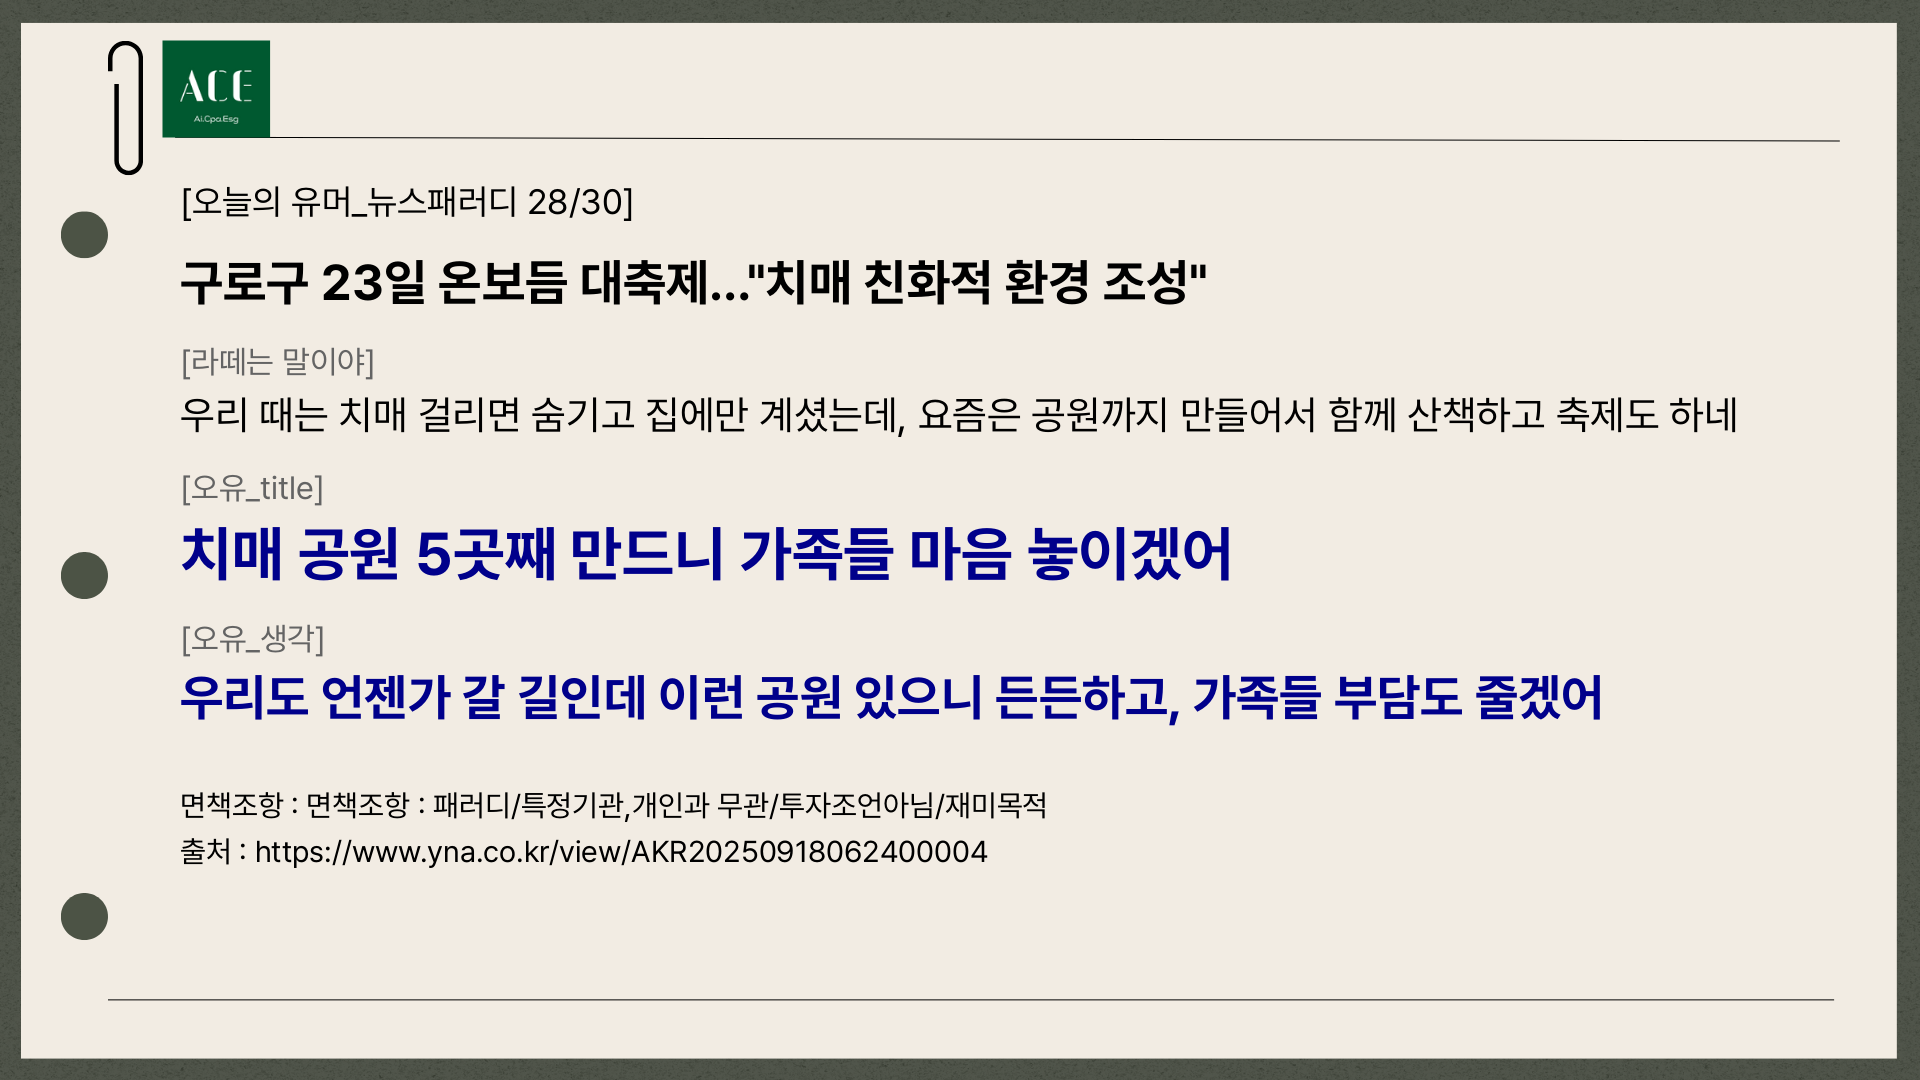 ACE
Ai.Cpa.Esg
[오늘의 유머_뉴스패러디 28/30]
구로구 23일 온보듬 대축제..."치매 친화적 환경 조성"
[라떼는 말이야]
우리 때는 치매 걸리면 숨기고 집에만 계셨는데, 요즘은 공원까지 만들어서 함께 산책하고 축제도 하네
[오유_title]
치매 공원 5곳째 만드니 가족들 마음 놓이겠어
[오유_생각]
우리도 언젠가 갈 길인데 이런 공원 있으니 든든하고, 가족들 부담도 줄겠어
면책조항 : 면책조항 : 패러디/특정기관,개인과 무관/투자조언아님/재미목적
출처 : https://www.yna.co.kr/view/AKR20250918062400004